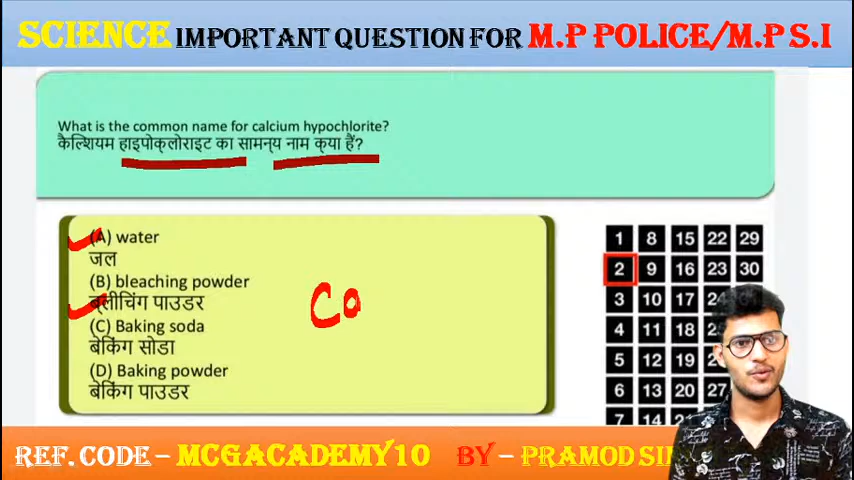 SCIENCE IMPORTANT QUESTION FOR M.P POLICE/M.P S.I
What is the common name for calcium hypochlorite?
कैल्शियम हाइपोक्लोराइट का सामन्य नाम क्या हैं?
(A) water
जल
(B) bleaching powder
ब्लीचिंग पाउडर
(C) Baking soda
बेकिंग सोडा
(D) Baking powder
बेकिंग पाउडर
Ca
1 8 15 22 29
2 9 16 23 30
3 10 17
4 11 18
5 12 19
6 13 20 27
7 14
REF. CODE – MCGACADEMY10 BY – PRAMOD